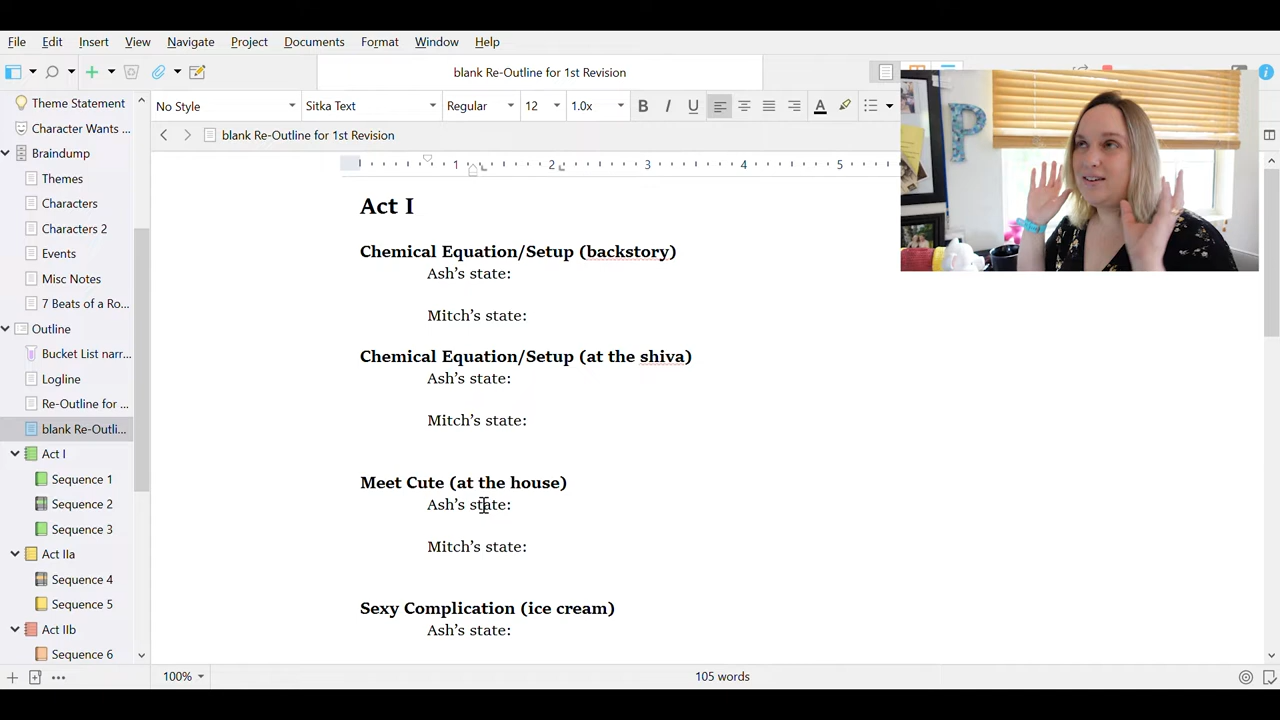 File Edit Insert View Navigate Project Documents Format Window Help
blank Re-Outline for 1st Revision
No Style Sitka Text Regular 12 1.0x B I U A
blank Re-Outline for 1st Revision
Theme Statement
Character Wants ...
Braindump
Themes
Characters
Characters 2
Events
Misc Notes
7 Beats of a Ro...
Outline
Bucket List narr...
Logline
Re-Outline for ...
blank Re-Outli...
Act I
Sequence 1
Sequence 2
Sequence 3
Act IIa
Sequence 4
Sequence 5
Act IIb
Sequence 6
1 2 3 4 5
Act I
Chemical Equation/Setup (backstory)
Ash's state:
Mitch's state:
Chemical Equation/Setup (at the shiva)
Ash's state:
Mitch's state:
Meet Cute (at the house)
Ash's state:
Mitch's state:
Sexy Complication (ice cream)
Ash's state:
P
100% 105 words